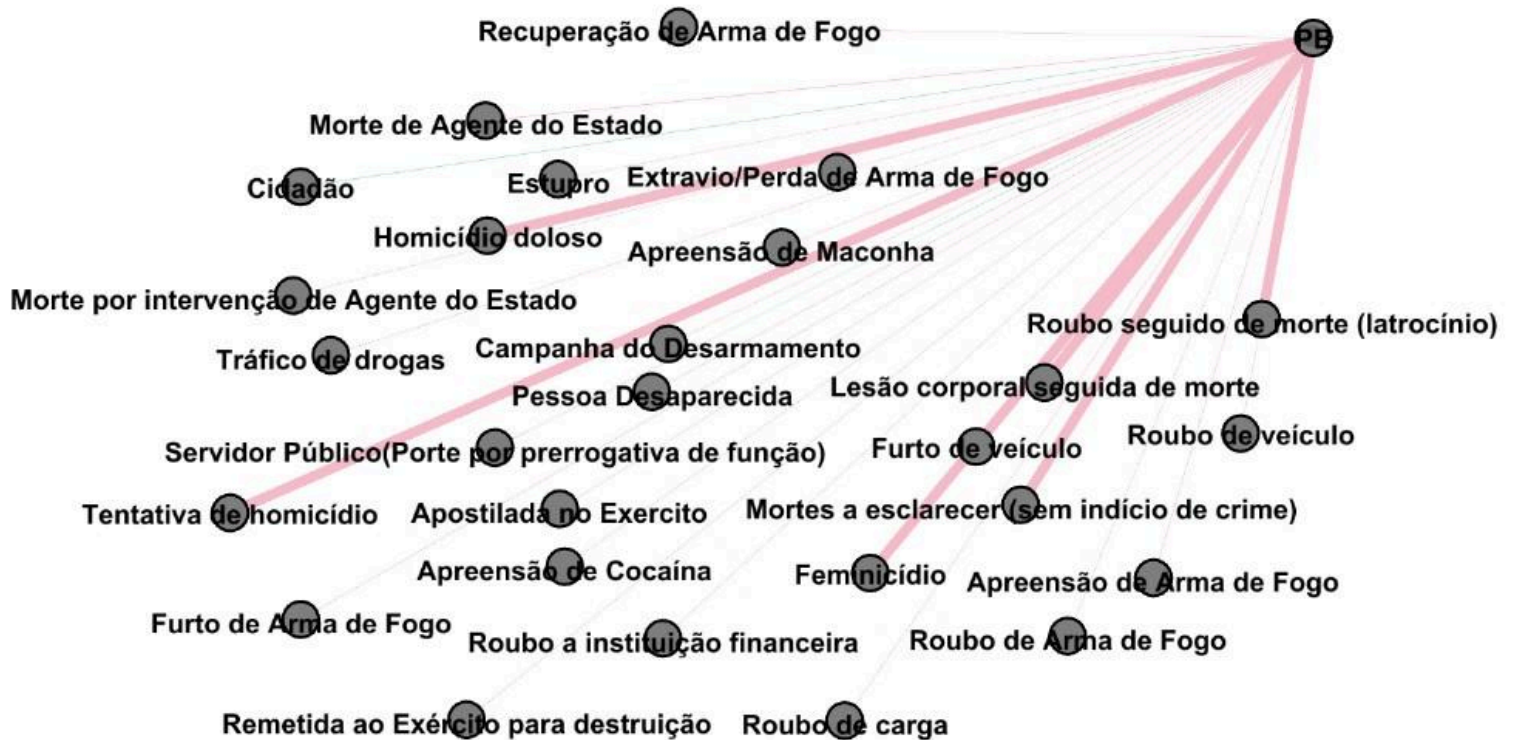 Recuperação de Arma de Fogo
PB
Morte de Agente do Estado
Cidadão
Estupro
Extravio/Perda de Arma de Fogo
Homicídio doloso
Apreensão de Maconha
Morte por intervenção de Agente do Estado
Roubo seguido de morte (latrocínio)
Tráfico de drogas
Campanha do Desarmamento
Pessoa Desaparecida
Lesão corporal seguida de morte
Servidor Público(Porte por prerrogativa de função)
Furto de veículo
Roubo de veículo
Tentativa de homicídio
Apostilada no Exercito
Mortes a esclarecer (sem indício de crime)
Apreensão de Cocaína
Feminicídio
Apreensão de Arma de Fogo
Furto de Arma de Fogo
Roubo a instituição financeira
Roubo de Arma de Fogo
Remetida ao Exército para destruição
Roubo de carga